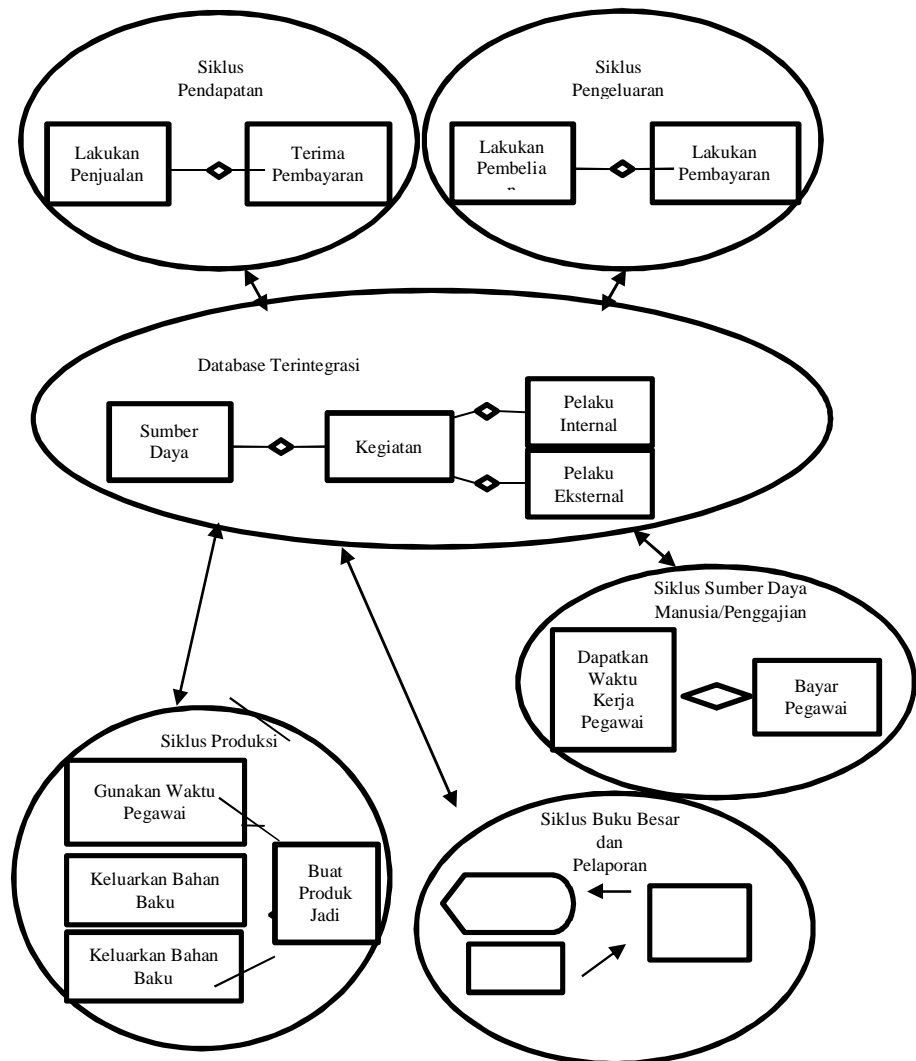 Siklus
Pendapatan
Lakukan
Penjualan
Terima
Pembayaran
Siklus
Pengeluaran
Lakukan
Pembelia
n
Lakukan
Pembayaran
Database Terintegrasi
Sumber
Daya
Kegiatan
Pelaku
Internal
Pelaku
Eksternal
Siklus Sumber Daya
Manusia/Penggajian
Dapatkan
Waktu
Kerja
Pegawai
Bayar
Pegawai
Siklus Produksi
Gunakan Waktu
Pegawai
Keluarkan Bahan
Baku
Keluarkan Bahan
Baku
Buat
Produk
Jadi
Siklus Buku Besar
dan
Pelaporan